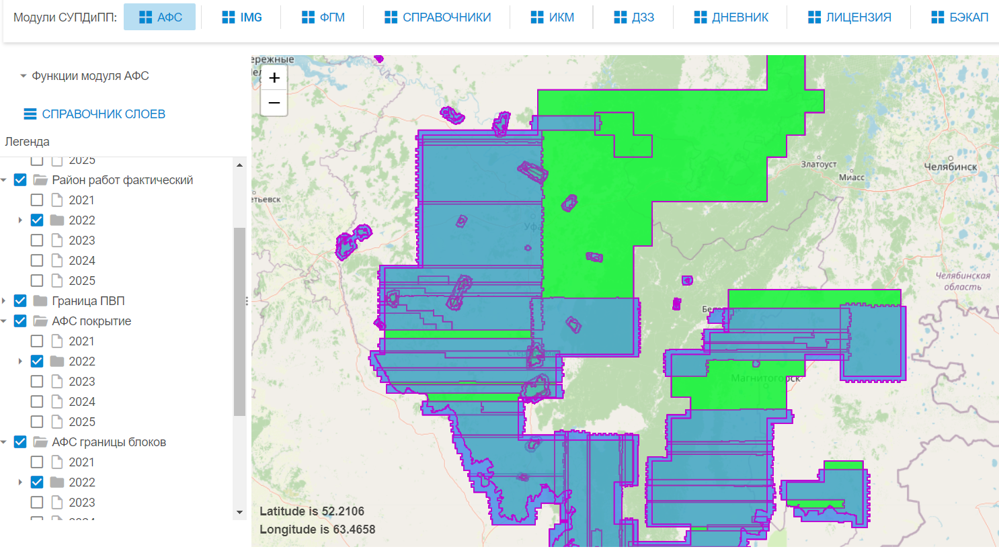 Модули СУПДиПП: АФС IMG ФГМ СПРАВОЧНИКИ ИКМ ДЗЗ ДНЕВНИК ЛИЦЕНЗИЯ БЭКАП
Функции модуля АФС
СПРАВОЧНИК СЛОЕВ
Легенда
2025
Район работ фактический
2021
2022
2023
2024
2025
Граница ПВП
АФС покрытие
2021
2022
2023
2024
2025
АФС границы блоков
2021
2022
2023
+
−
ережные
Златоуст
Челябинск
Миасс
етьевск
Уфа
Челябинская
область
Магнитогорск
Latitude is 52.2106
Longitude is 63.4658